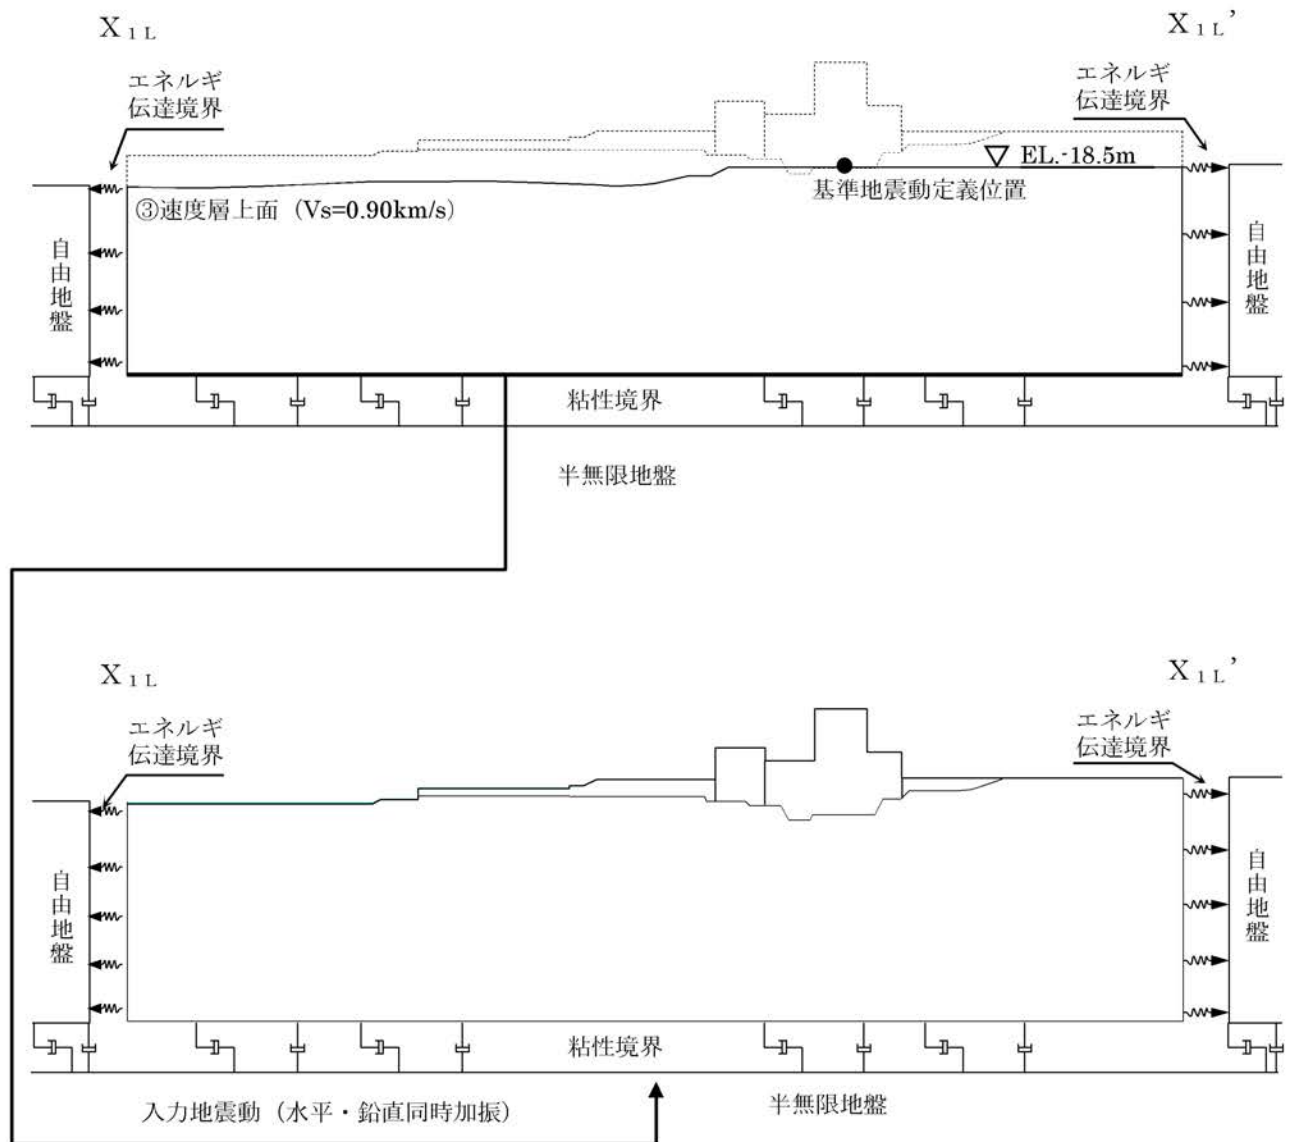 X₁L
X₁L’
エネルギ
伝達境界
エネルギ
伝達境界
EL.-18.5m
基準地震動定義位置
③速度層上面（Vs=0.90km/s）
自由地盤
自由地盤
粘性境界
半無限地盤
X₁L
X₁L’
エネルギ
伝達境界
エネルギ
伝達境界
自由地盤
自由地盤
粘性境界
入力地震動（水平・鉛直同時加振）
半無限地盤